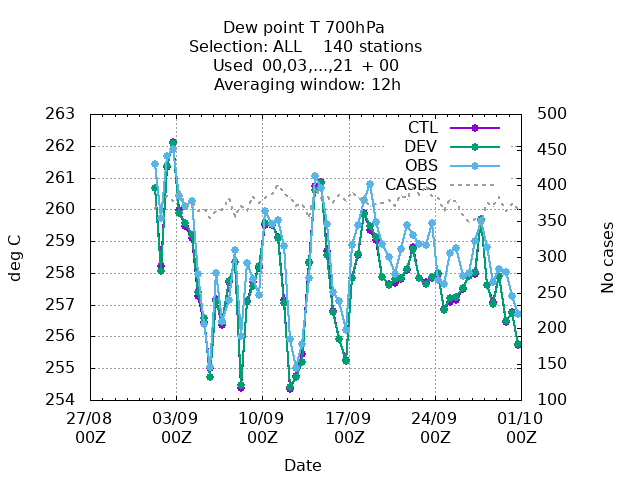 Dew point T 700hPa
Selection: ALL    140 stations
Used  00,03,...,21  + 00
Averaging window: 12h
263
262
261
260
259
258
257
256
255
254
500
450
400
350
300
250
200
150
100
CTL
DEV
OBS
CASES
deg C
No cases
27/08 03/09 10/09 17/09 24/09 01/10
00Z 00Z 00Z 00Z 00Z 00Z
Date